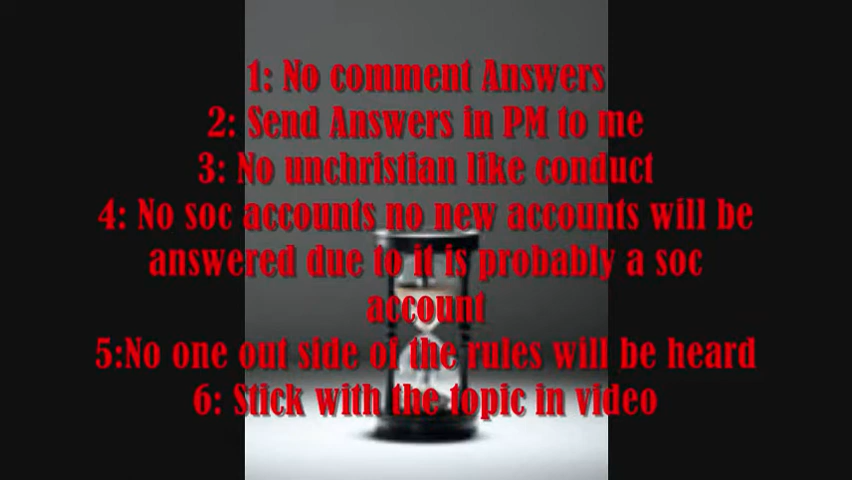 1: No comment Answers
2: Send Answers in PM to me
3: No unchristian like conduct
4: No soc accounts no new accounts will be
answered due to it is probably a soc
account
5:No one out side of the rules will be heard
6: Stick with the topic in video